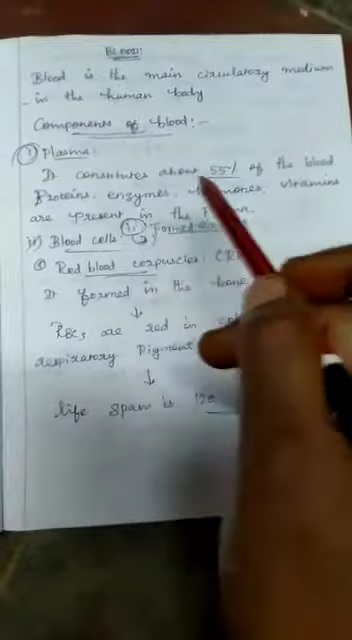 BLOOD:
Blood is the main circulatory medium
in the human body
Components of blood:-
i) Plasma:
It constitutes about 55% of the blood
Proteins, enzymes, vitamins
are present in the
ii) Blood cells:
Red blood corpuscles:
It formed in the bone
↓
RBCs are red in
respiratory Pigment
↓
life span is 120